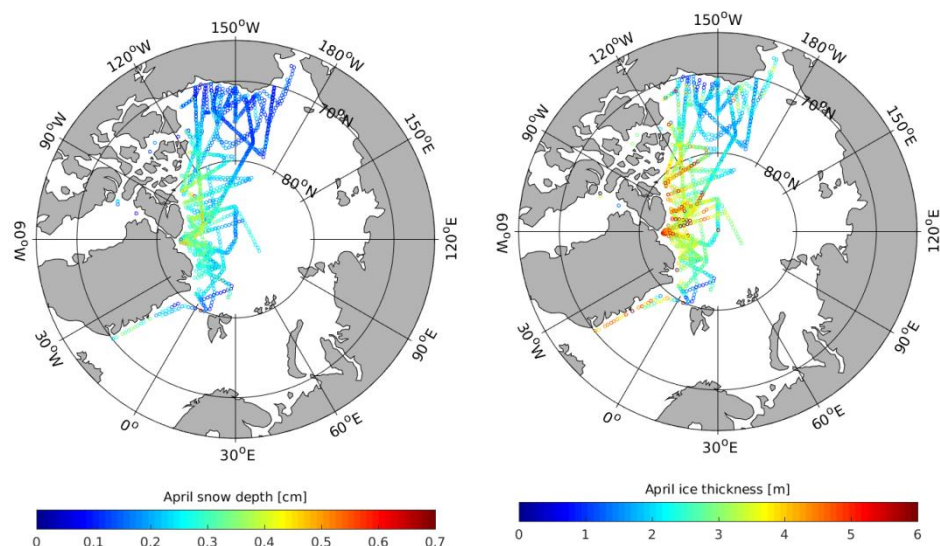 150°W
120°W
180°W
90°W
70°N
150°E
80°N
60°W
120°E
30°W
90°E
0°
60°E
30°E
April snow depth [cm]
0 0.1 0.2 0.3 0.4 0.5 0.6 0.7
150°W
120°W
180°W
90°W
70°N
150°E
80°N
60°W
120°E
30°W
90°E
0°
60°E
30°E
April ice thickness [m]
0 1 2 3 4 5 6